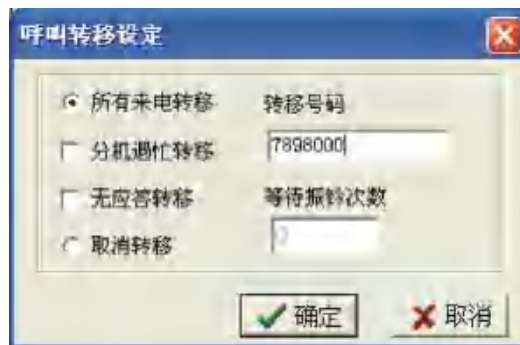 呼叫转移设定
所有来电转移 转移号码
分机遇忙转移 7898000
无应答转移 等待振铃次数
取消转移
确定 取消